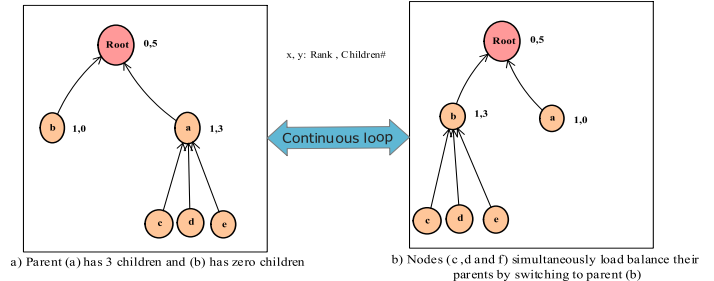 Root
0,5
b
1,0
a
1,3
c
d
e
a) Parent (a) has 3 children and (b) has zero children
x, y: Rank , Children#
Continuous loop
Root
0,5
b
1,3
a
1,0
c
d
e
b) Nodes (c ,d and f) simultaneously load balance their
parents by switching to parent (b)